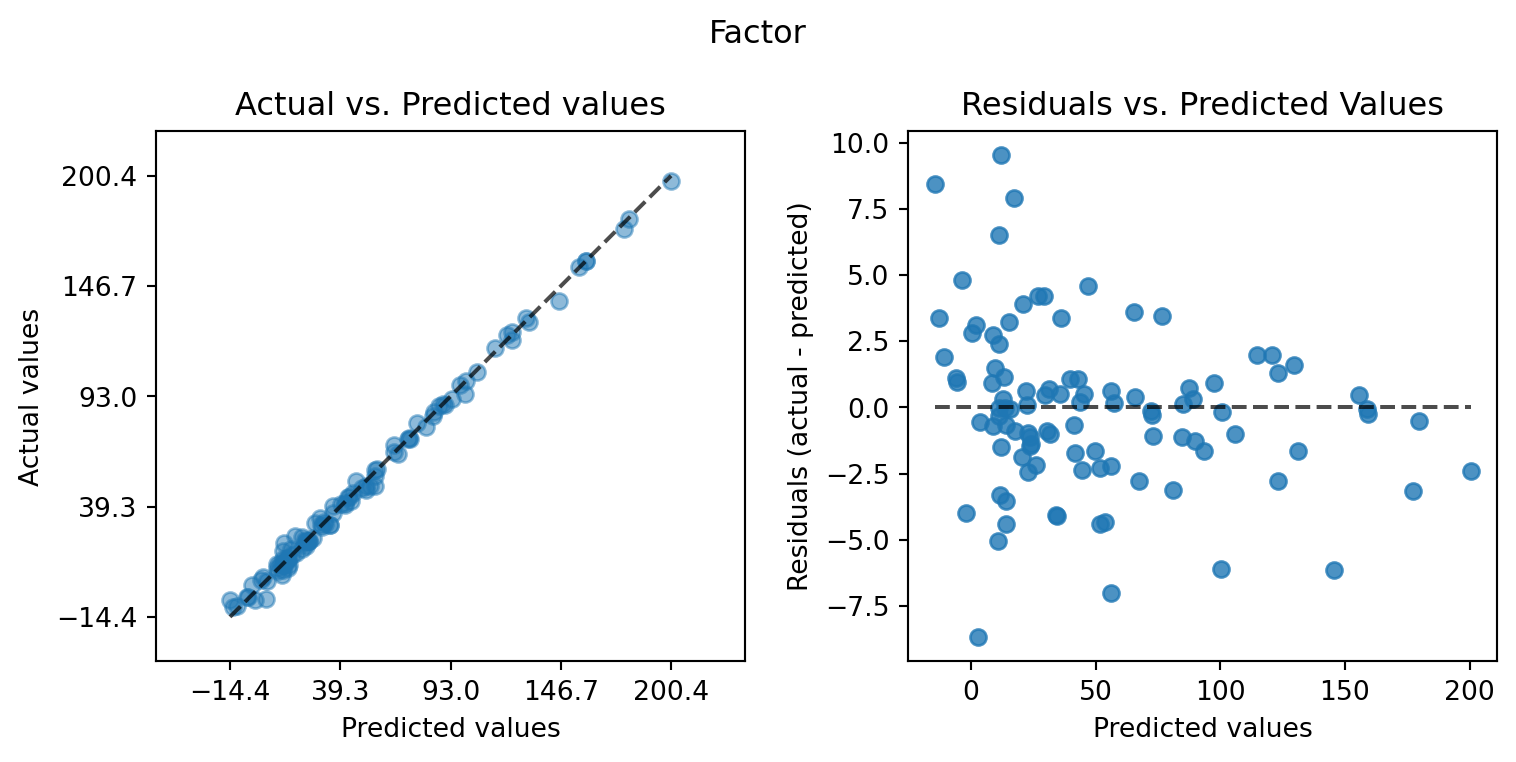 Factor
Actual vs. Predicted values
Actual values
200.4
146.7
93.0
39.3
−14.4
−14.4 39.3 93.0 146.7 200.4
Predicted values
Residuals vs. Predicted Values
Residuals (actual - predicted)
10.0
7.5
5.0
2.5
0.0
−2.5
−5.0
−7.5
0 50 100 150 200
Predicted values